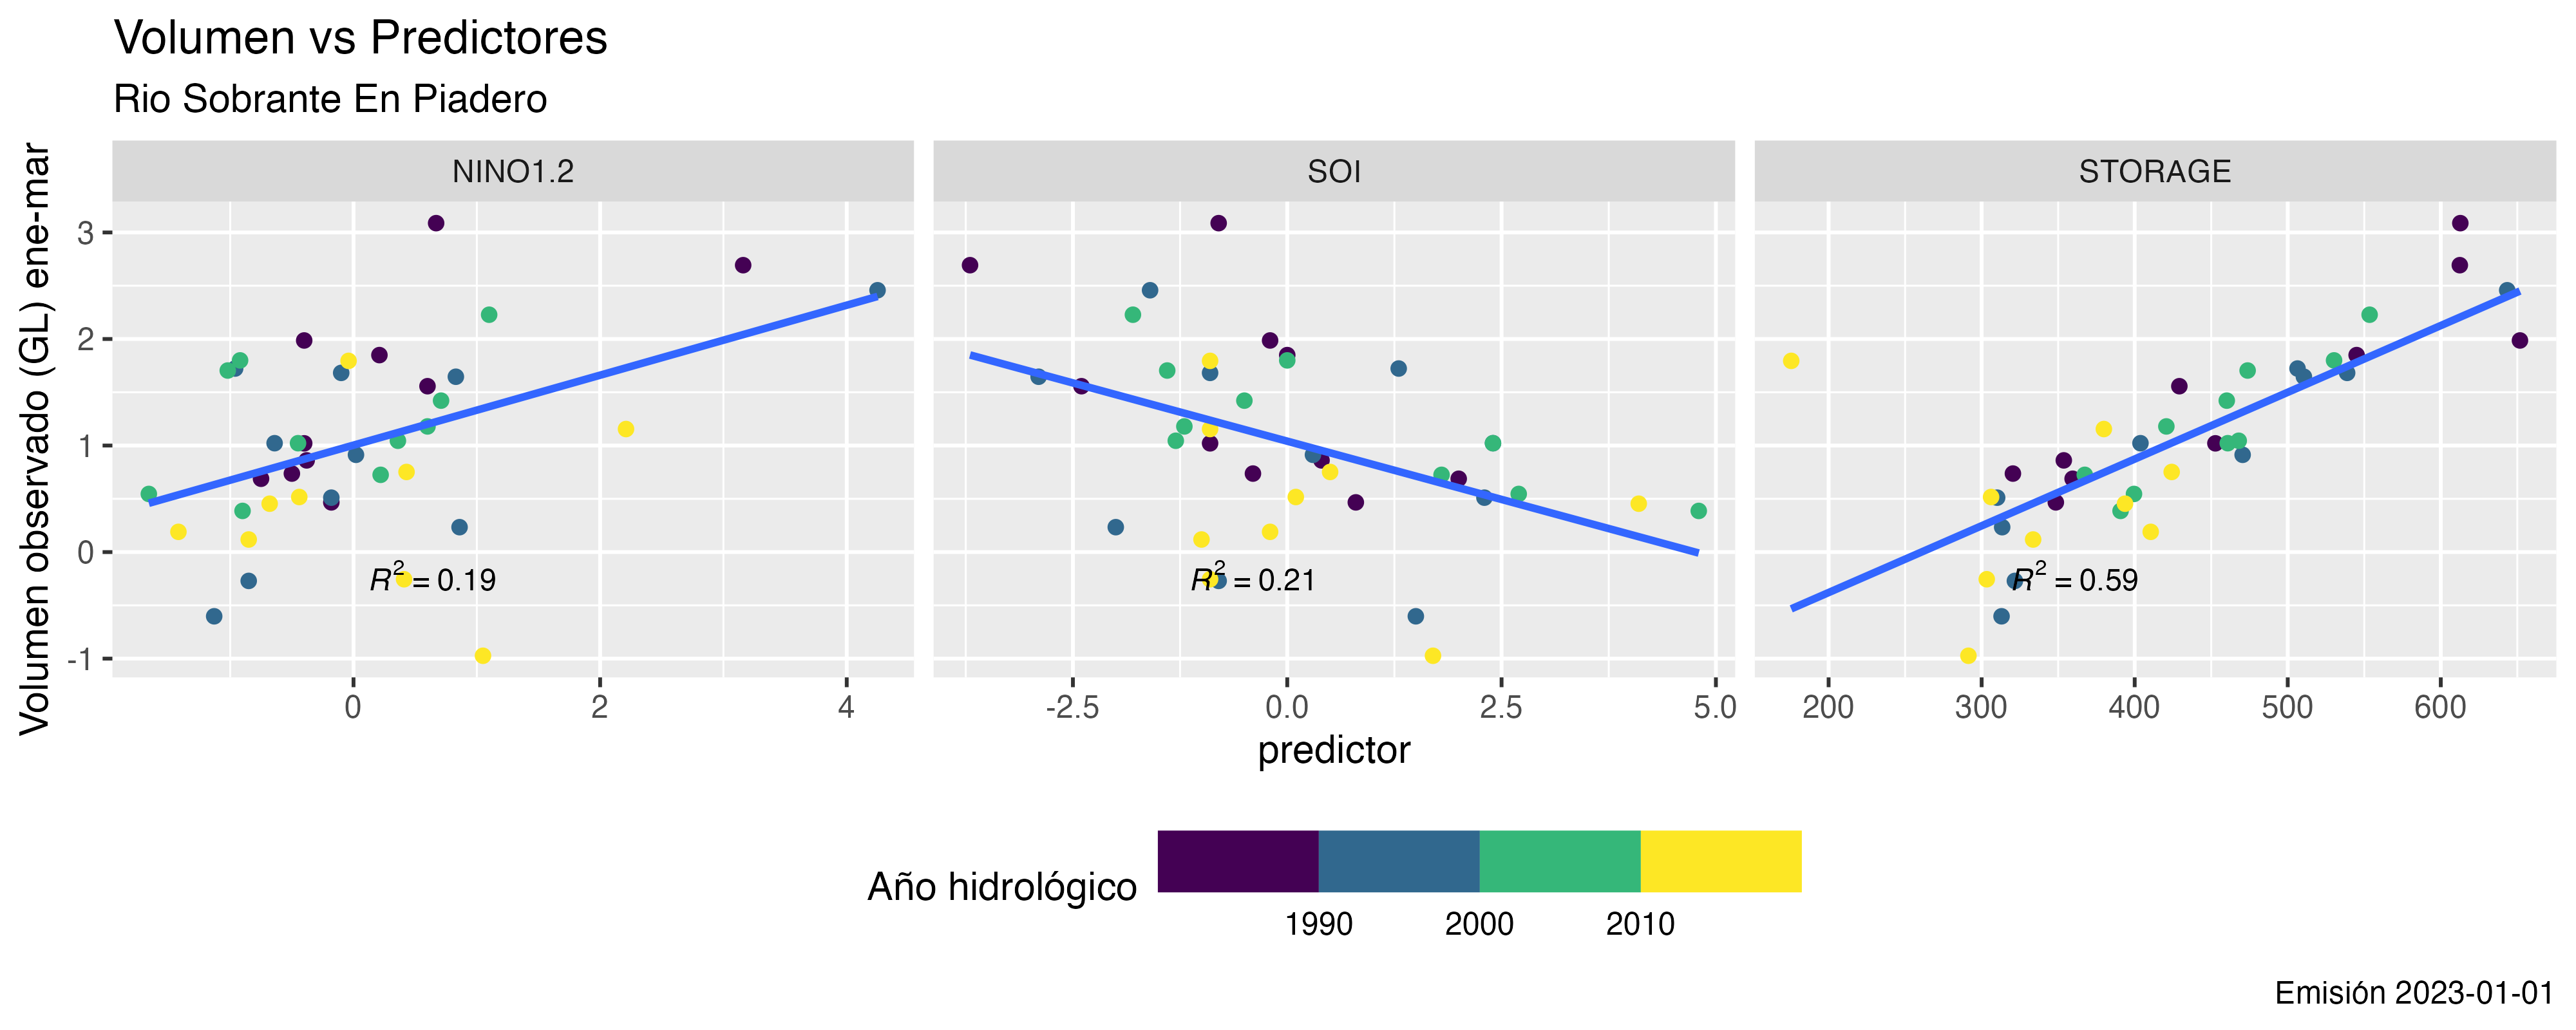 Volumen vs Predictores
Rio Sobrante En Piadero
Volumen observado (GL) ene-mar
NINO1.2 SOI STORAGE
3
2
1
0
-1
R² = 0.19 R² = 0.21 R² = 0.59
0 2 4 -2.5 0.0 2.5 5.0 200 300 400 500 600
predictor
Año hidrológico
1990 2000 2010
Emisión 2023-01-01